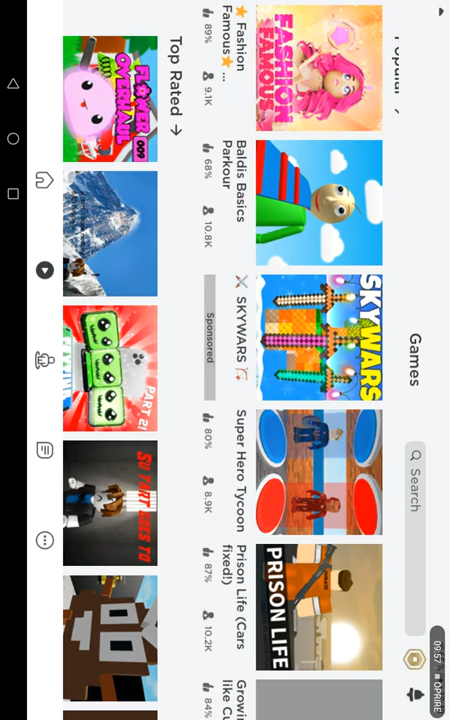 09:57 ■ OPRIRE
Games
Search
Popular
FASHION
FAMOUS
SKYWARS
PRISON LIFE
⭐ Fashion
Famous⭐ ...
89% 9.1K
Baldis Basics
Parkour
68% 10.8K
⚔️ SKYWARS 🏹
Sponsored
Super Hero Tycoon
80% 8.9K
Prison Life (Cars
fixed!)
87% 10.2K
84%
Top Rated →
FLOWER
OVERHAUL
009
PART 2!